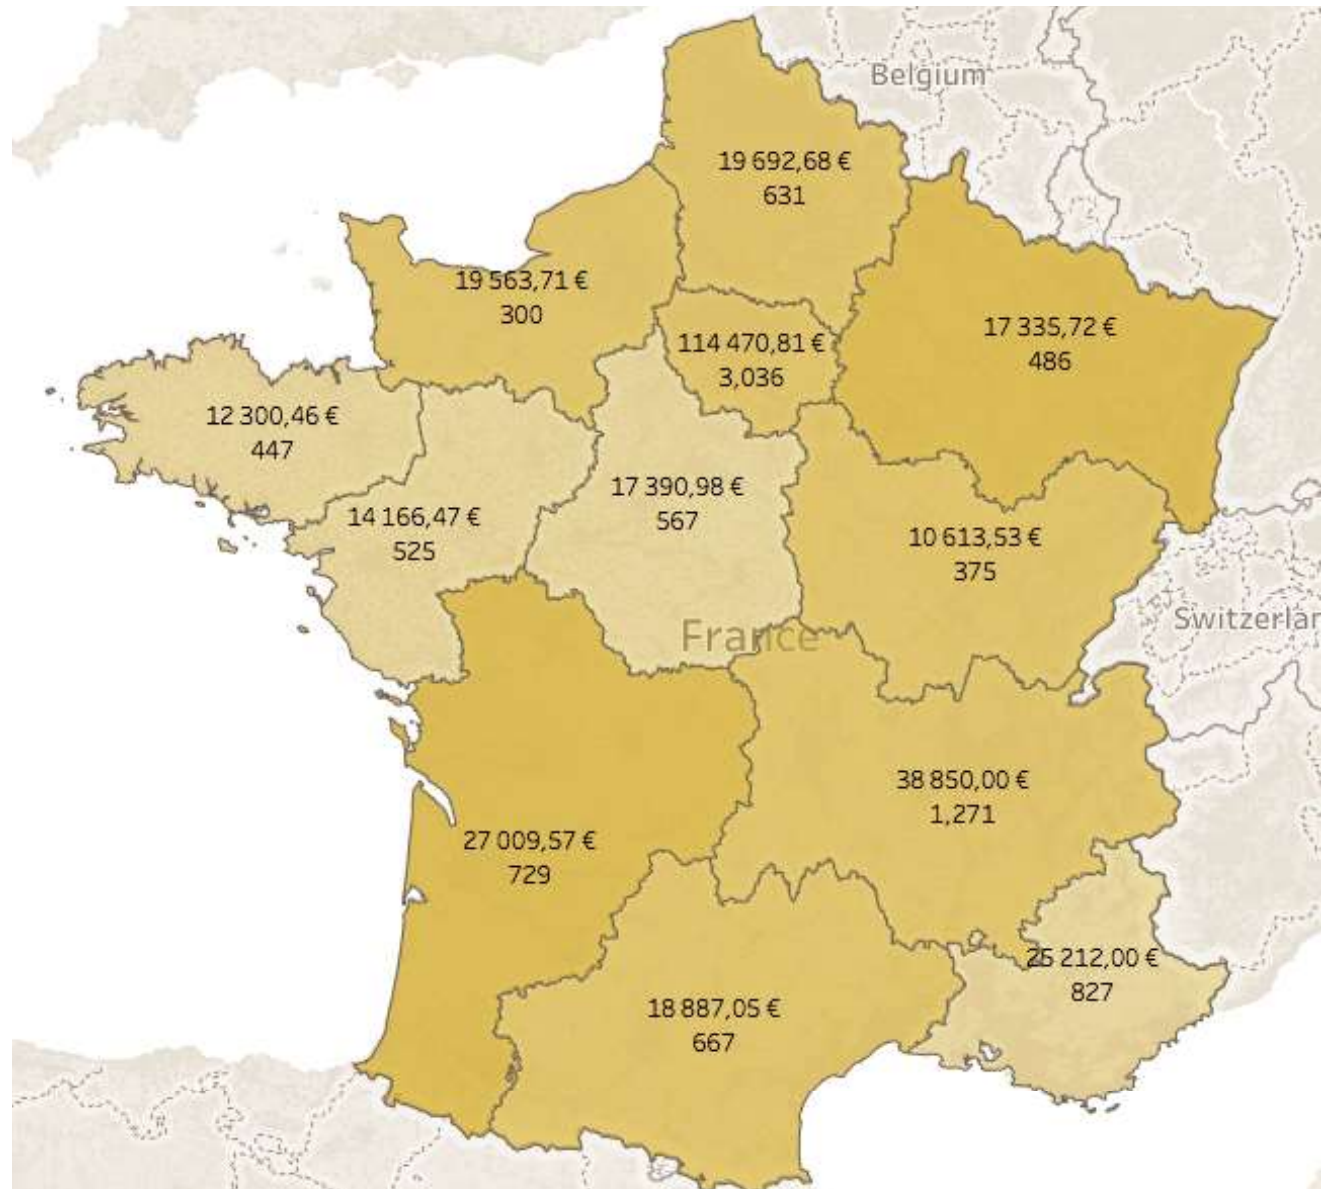 Belgium
19 692,68 €
631
19 563,71 €
300
17 335,72 €
486
114 470,81 €
3,036
12 300,46 €
447
17 390,98 €
567
14 166,47 €
525
10 613,53 €
375
France
Switzerlan
38 850,00 €
1,271
27 009,57 €
729
25 212,00 €
827
18 887,05 €
667